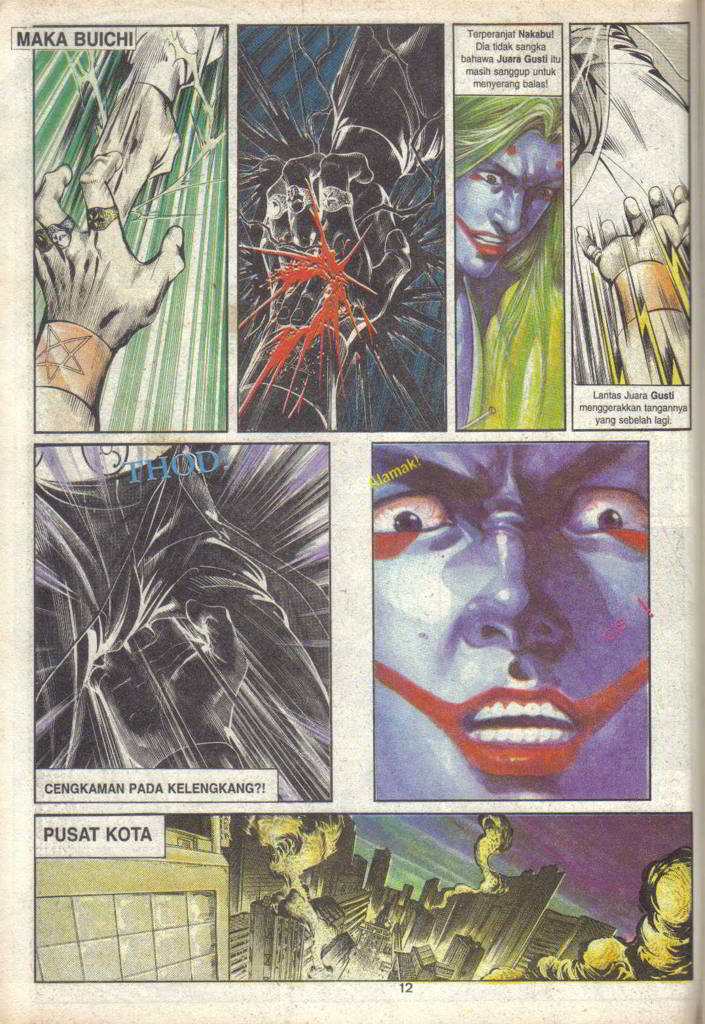 MAKA BUICHI
Terperanjat Nakabu!
Dia tidak sangka
bahawa Juara Gusti itu
masih sanggup untuk
menyerang balas!
Lantas Juara Gusti
menggerakkan tangannya
yang sebelah lagi.
THOD!
Alamak!
CENGKAMAN PADA KELENGKANG?!
PUSAT KOTA
12